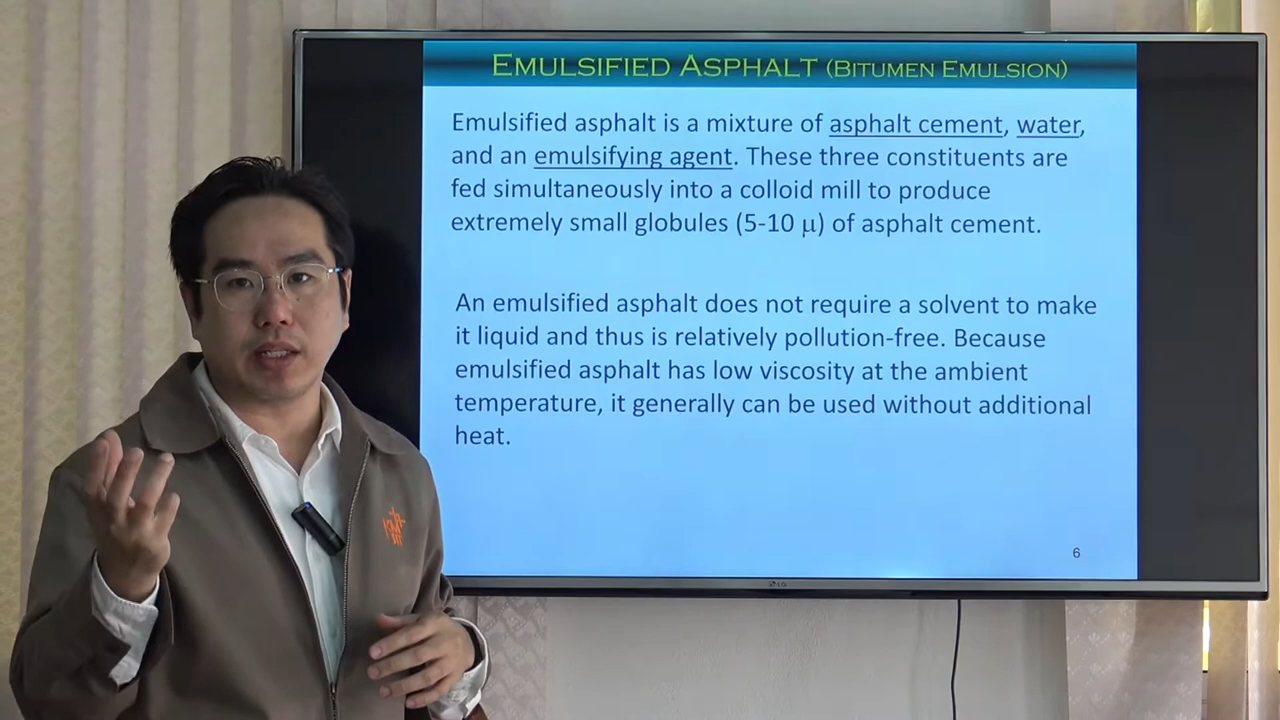 EMULSIFIED ASPHALT (BITUMEN EMULSION)
Emulsified asphalt is a mixture of asphalt cement, water,
and an emulsifying agent. These three constituents are
fed simultaneously into a colloid mill to produce
extremely small globules (5-10 μ) of asphalt cement.
An emulsified asphalt does not require a solvent to make
it liquid and thus is relatively pollution-free. Because
emulsified asphalt has low viscosity at the ambient
temperature, it generally can be used without additional
heat.
6
LG